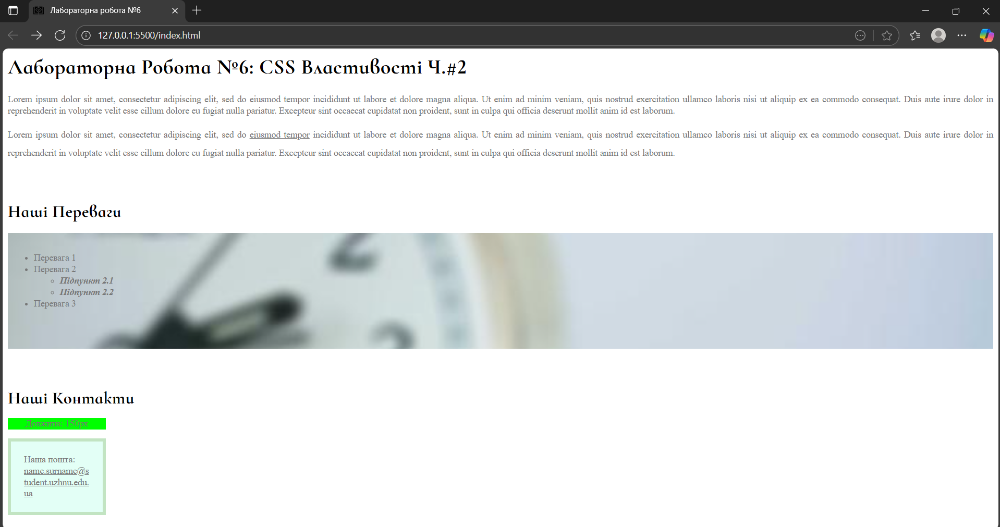 Лабораторна робота №6
127.0.0.1:5500/index.html
Лабораторна Робота №6: CSS Властивості Ч.#2
Lorem ipsum dolor sit amet, consectetur adipiscing elit, sed do eiusmod tempor incididunt ut labore et dolore magna aliqua. Ut enim ad minim veniam, quis nostrud exercitation ullamco laboris nisi ut aliquip ex ea commodo consequat. Duis aute irure dolor in
reprehenderit in voluptate velit esse cillum dolore eu fugiat nulla pariatur. Excepteur sint occaecat cupidatat non proident, sunt in culpa qui officia deserunt mollit anim id est laborum.
Lorem ipsum dolor sit amet, consectetur adipiscing elit, sed do eiusmod tempor incididunt ut labore et dolore magna aliqua. Ut enim ad minim veniam, quis nostrud exercitation ullamco laboris nisi ut aliquip ex ea commodo consequat. Duis aute irure dolor in
reprehenderit in voluptate velit esse cillum dolore eu fugiat nulla pariatur. Excepteur sint occaecat cupidatat non proident, sunt in culpa qui officia deserunt mollit anim id est laborum.
Наші Переваги
2
Перевага 1
Перевага 2
Підпункт 2.1
Підпункт 2.2
Перевага 3
3
Наші Контакти
Довжина: 150px
Наша пошта:
name.surname@s
tudent.uzhnu.edu.
ua